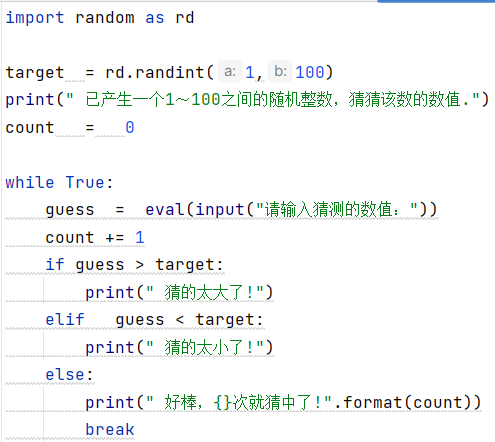 import random as rd
target  = rd.randint( a: 1, b: 100)
print(" 已产生一个1～100之间的随机整数，猜猜该数的数值.")
count   =   0
while True:
    guess  =  eval(input("请输入猜测的数值："))
    count += 1
    if guess > target:
        print(" 猜的太大了!")
    elif   guess < target:
        print(" 猜的太小了!")
    else:
        print(" 好棒，{}次就猜中了!".format(count))
        break